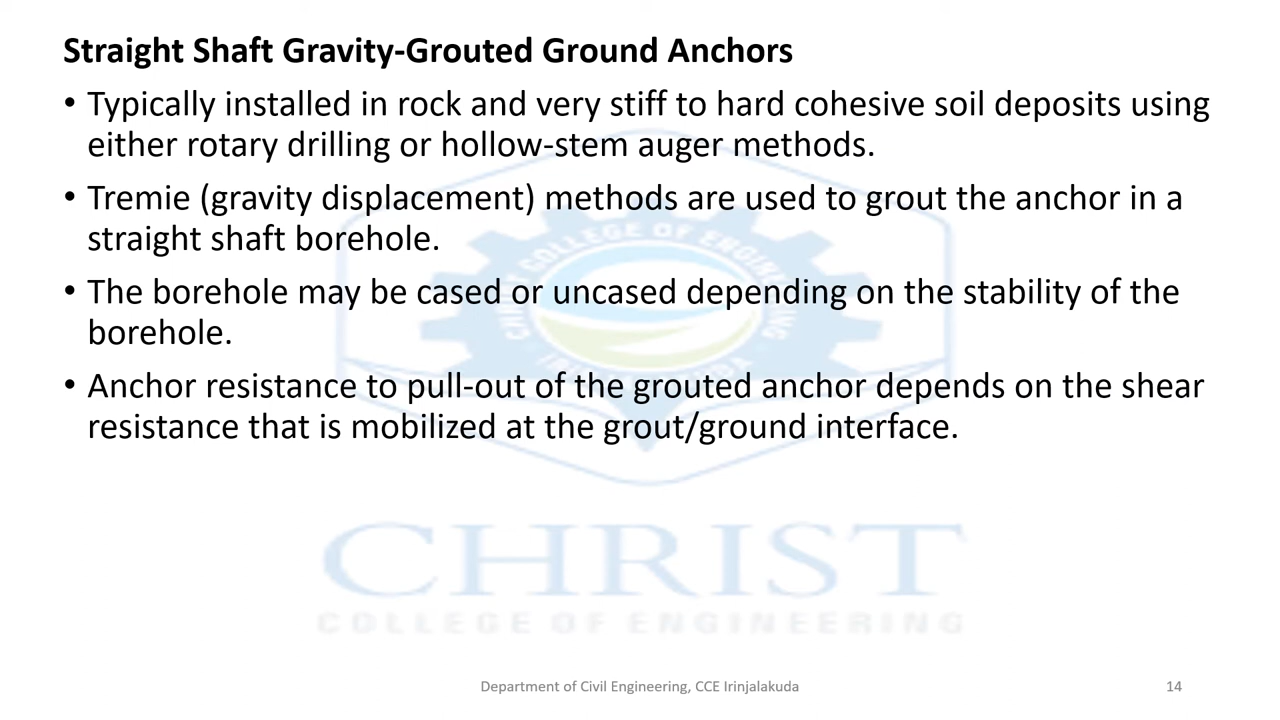 Straight Shaft Gravity-Grouted Ground Anchors
• Typically installed in rock and very stiff to hard cohesive soil deposits using
either rotary drilling or hollow-stem auger methods.
• Tremie (gravity displacement) methods are used to grout the anchor in a
straight shaft borehole.
• The borehole may be cased or uncased depending on the stability of the
borehole.
• Anchor resistance to pull-out of the grouted anchor depends on the shear
resistance that is mobilized at the grout/ground interface.
CHRIST
COLLEGE OF ENGINEERING
Department of Civil Engineering, CCE Irinjalakuda
14